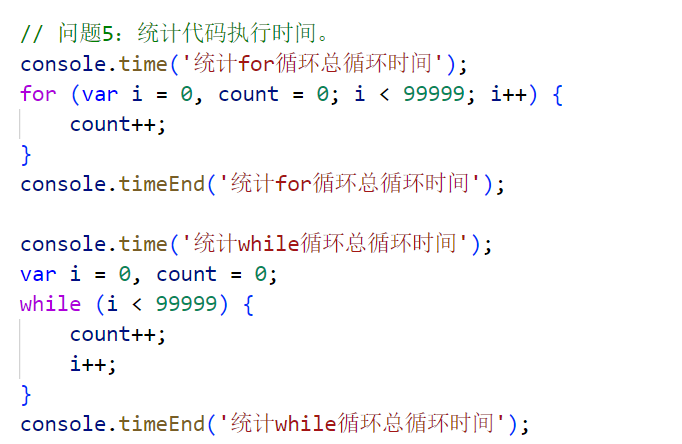 // 问题5：统计代码执行时间。
console.time('统计for循环总循环时间');
for (var i = 0, count = 0; i < 99999; i++) {
    count++;
}
console.timeEnd('统计for循环总循环时间');

console.time('统计while循环总循环时间');
var i = 0, count = 0;
while (i < 99999) {
    count++;
    i++;
}
console.timeEnd('统计while循环总循环时间');